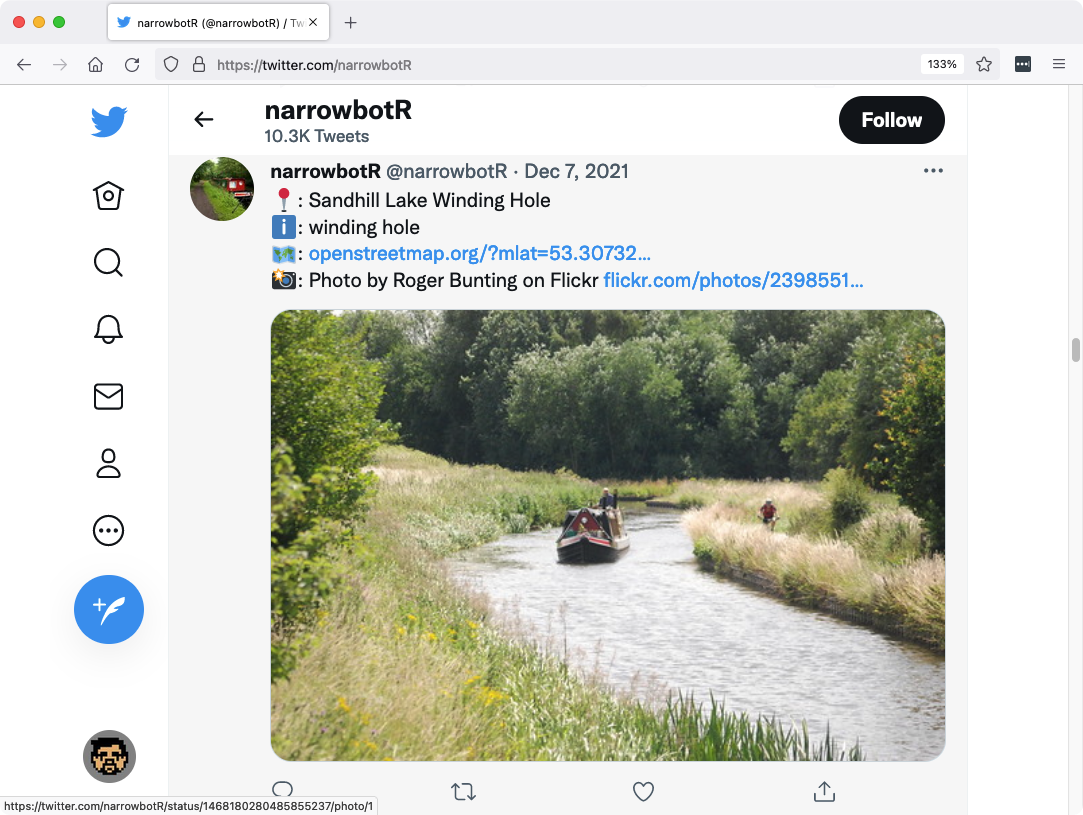 narrowbotR (@narrowbotR) / Tw
https://twitter.com/narrowbotR
133%
narrowbotR
10.3K Tweets
Follow
narrowbotR @narrowbotR · Dec 7, 2021
📍: Sandhill Lake Winding Hole
ℹ️: winding hole
🗺️: openstreetmap.org/?mlat=53.30732…
📸: Photo by Roger Bunting on Flickr flickr.com/photos/2398551…
https://twitter.com/narrowbotR/status/1468180280485855237/photo/1